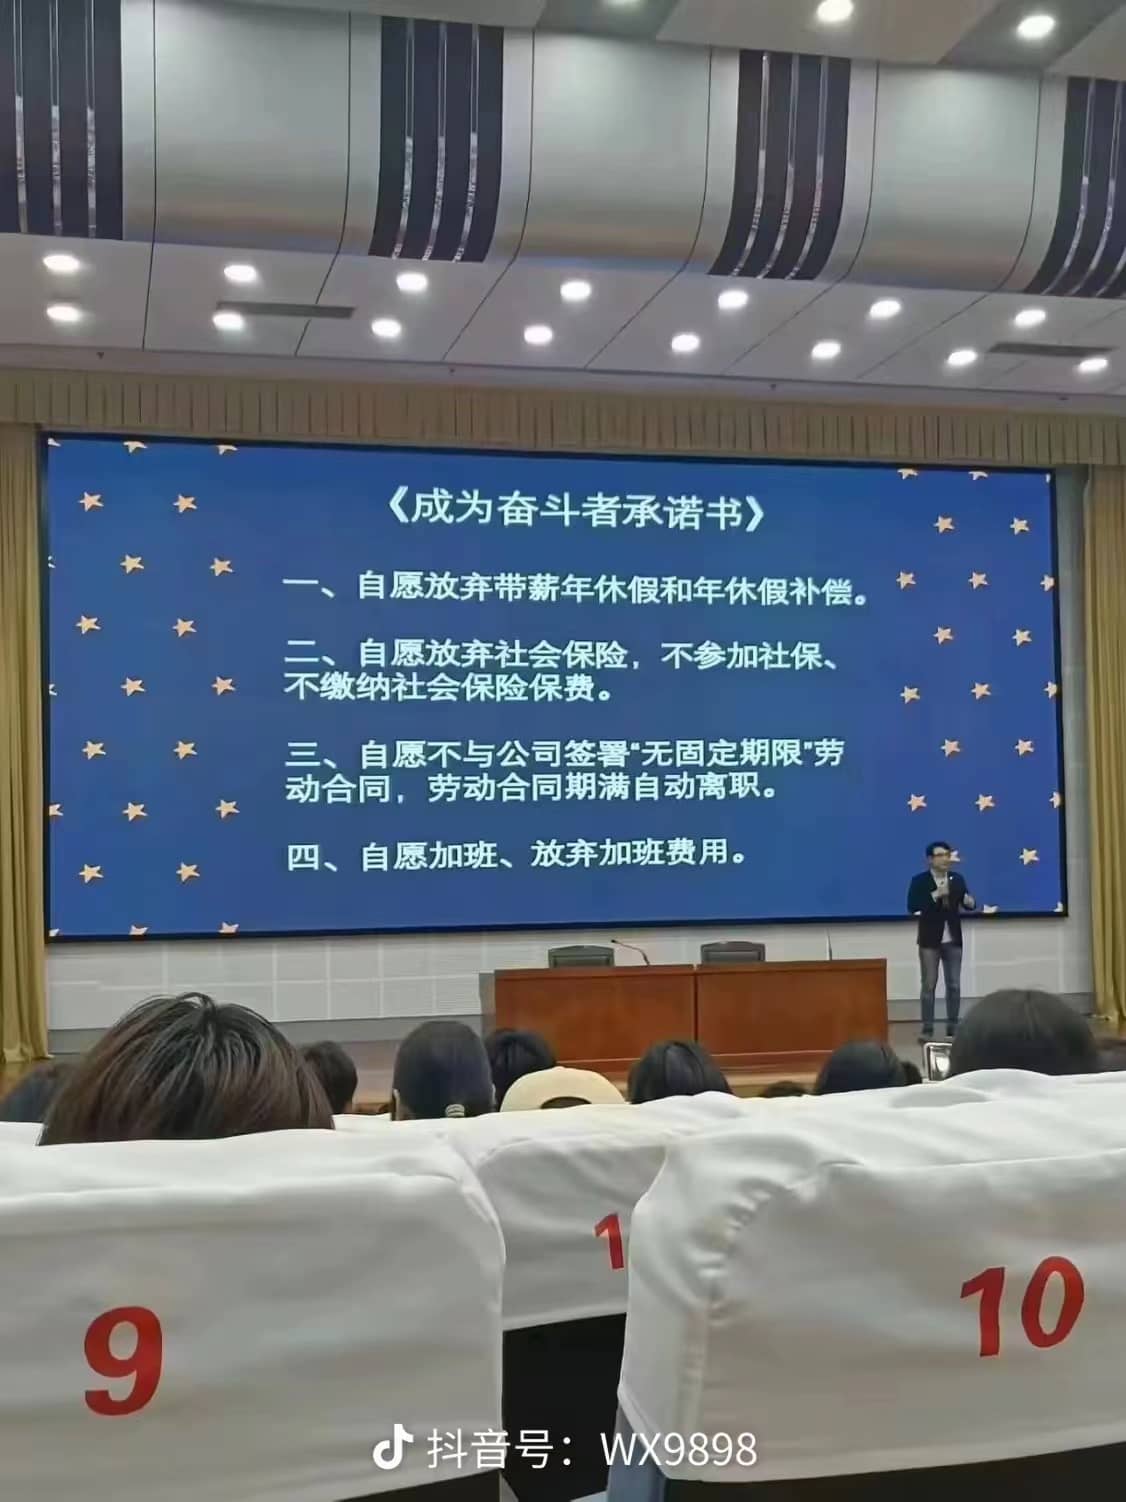 《成为奋斗者承诺书》
一、自愿放弃带薪年休假和年休假补偿。
二、自愿放弃社会保险，不参加社保、
不缴纳社会保险保费。
三、自愿不与公司签署“无固定期限”劳
动合同，劳动合同期满自动离职。
四、自愿加班、放弃加班费用。
1
9
10
抖音号：WX9898